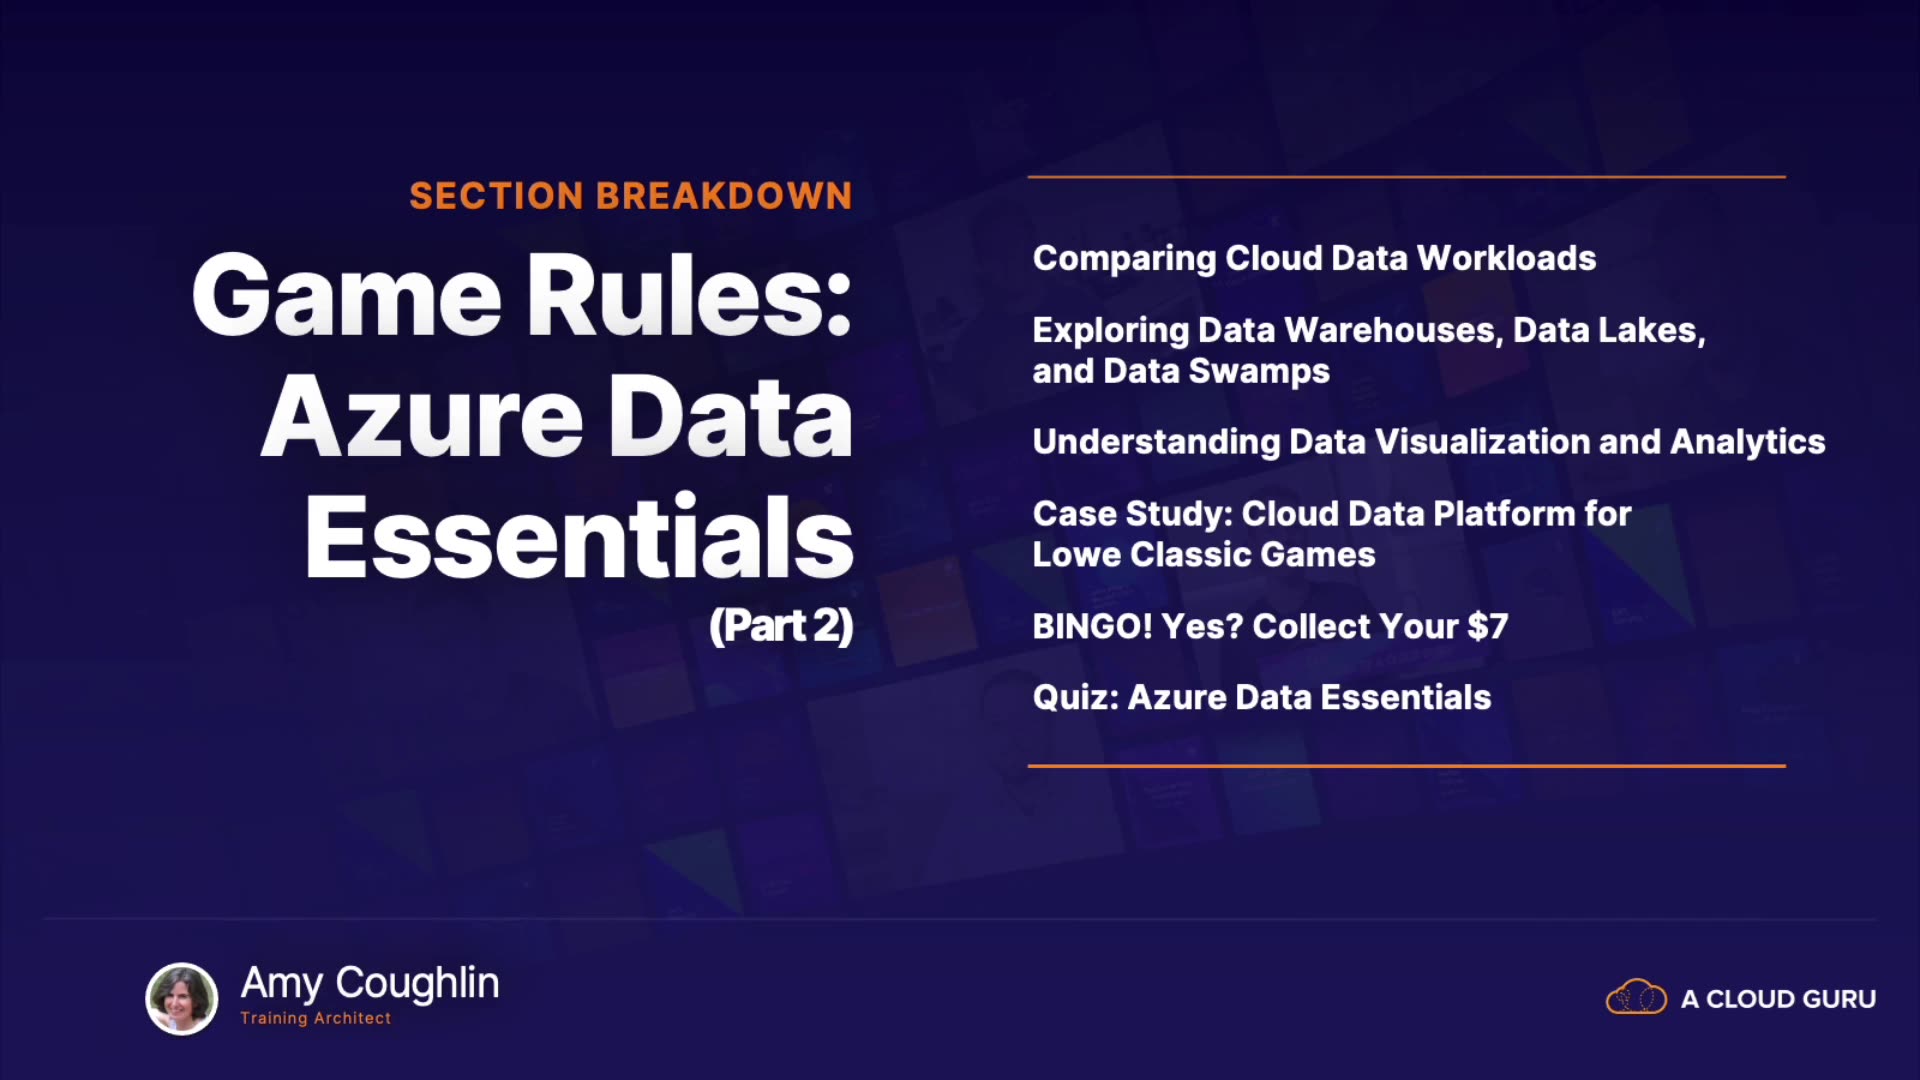 SECTION BREAKDOWN
Game Rules:
Azure Data
Essentials
(Part 2)
Comparing Cloud Data Workloads
Exploring Data Warehouses, Data Lakes,
and Data Swamps
Understanding Data Visualization and Analytics
Case Study: Cloud Data Platform for
Lowe Classic Games
BINGO! Yes? Collect Your $7
Quiz: Azure Data Essentials
Amy Coughlin
Training Architect
A CLOUD GURU